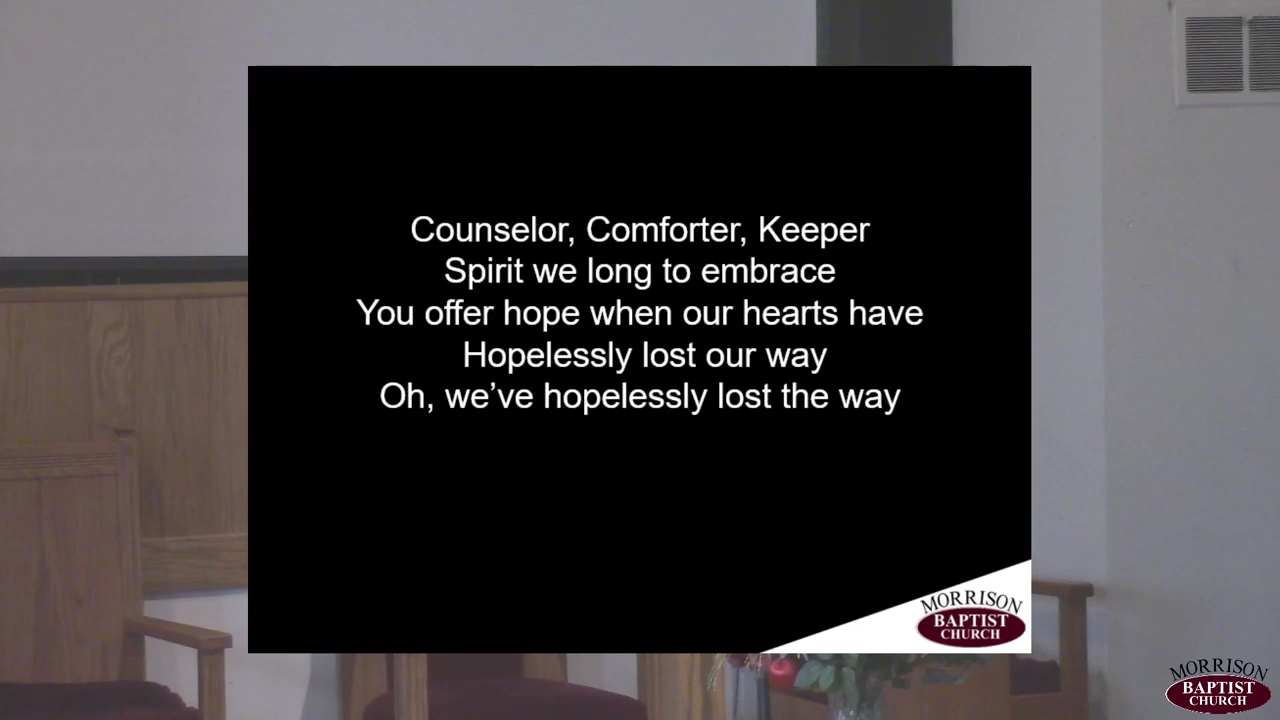 Counselor, Comforter, Keeper
Spirit we long to embrace
You offer hope when our hearts have
Hopelessly lost our way
Oh, we’ve hopelessly lost the way
MORRISON
BAPTIST
CHURCH
MORRISON
BAPTIST
CHURCH